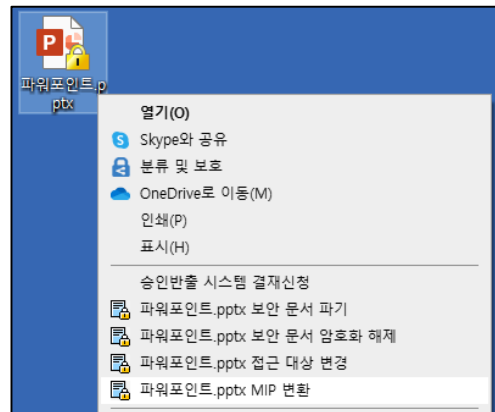 파워포인트.p
ptx
열기(O)
Skype와 공유
분류 및 보호
OneDrive로 이동(M)
인쇄(P)
표시(H)
승인반출 시스템 결재신청
파워포인트.pptx 보안 문서 파기
파워포인트.pptx 보안 문서 암호화 해제
파워포인트.pptx 접근 대상 변경
파워포인트.pptx MIP 변환